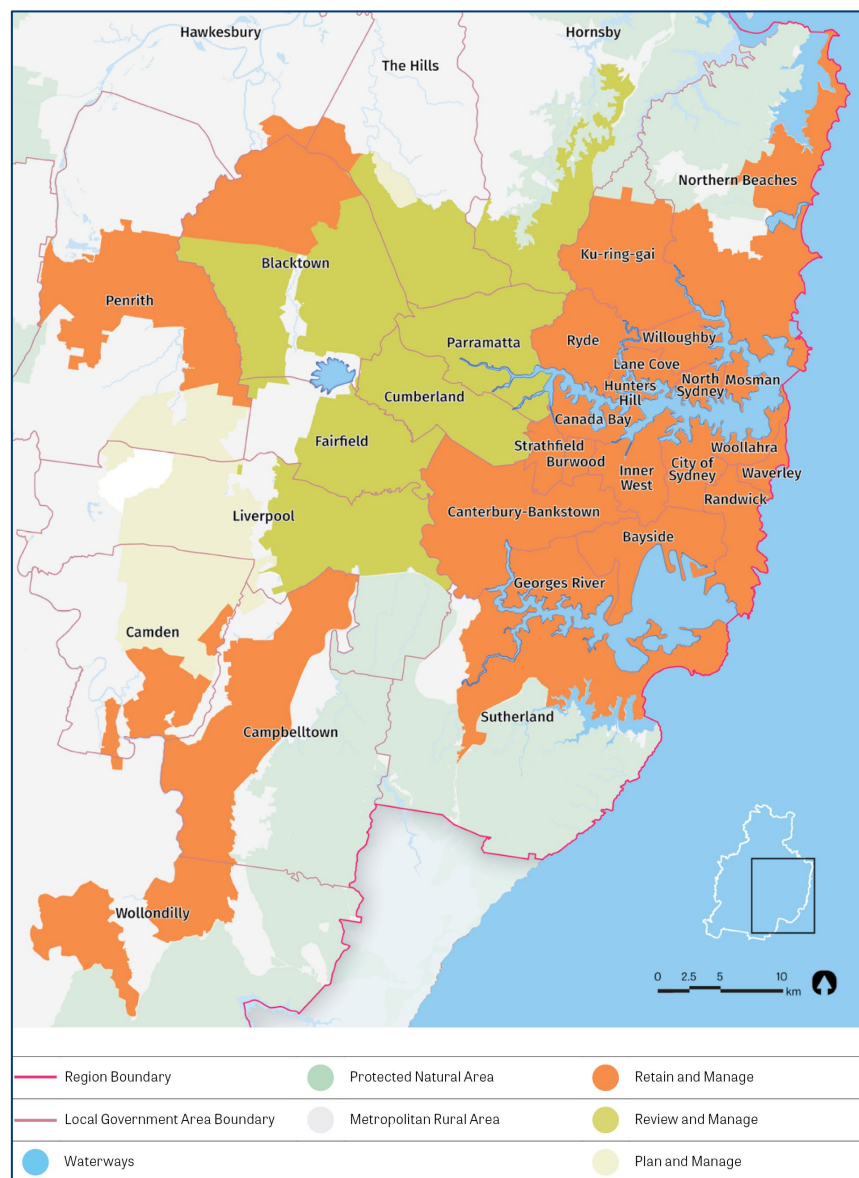 Hawkesbury
Hornsby
The Hills
Northern Beaches
Ku-ring-gai
Blacktown
Penrith
Ryde
Willoughby
Parramatta
Lane Cove
North
Sydney
Mosman
Hunters
Hill
Cumberland
Canada Bay
Fairfield
Strathfield
Woollahra
Burwood
Inner
West
City of
Sydney
Waverley
Randwick
Canterbury-Bankstown
Liverpool
Bayside
Georges River
Camden
Sutherland
Campbelltown
Wollondilly
0 2.5 5 10
km
Region Boundary
Protected Natural Area
Retain and Manage
Local Government Area Boundary
Metropolitan Rural Area
Review and Manage
Waterways
Plan and Manage